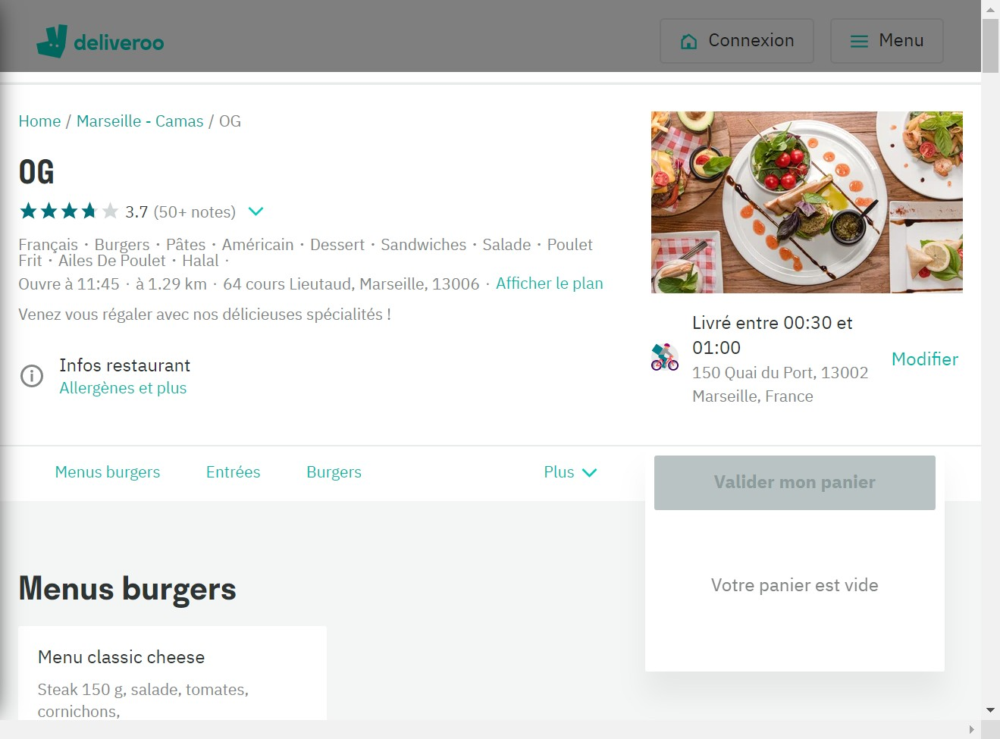 deliveroo
Connexion
Menu
Home / Marseille - Camas / OG
OG
3.7 (50+ notes)
Français · Burgers · Pâtes · Américain · Dessert · Sandwiches · Salade · Poulet
Frit · Ailes De Poulet · Halal ·
Ouvre à 11:45 · à 1.29 km · 64 cours Lieutaud, Marseille, 13006 · Afficher le plan
Venez vous régaler avec nos délicieuses spécialités !
Infos restaurant
Allergènes et plus
Livré entre 00:30 et
01:00
150 Quai du Port, 13002
Marseille, France
Modifier
Menus burgers
Entrées
Burgers
Plus
Valider mon panier
Votre panier est vide
Menus burgers
Menu classic cheese
Steak 150 g, salade, tomates,
cornichons,